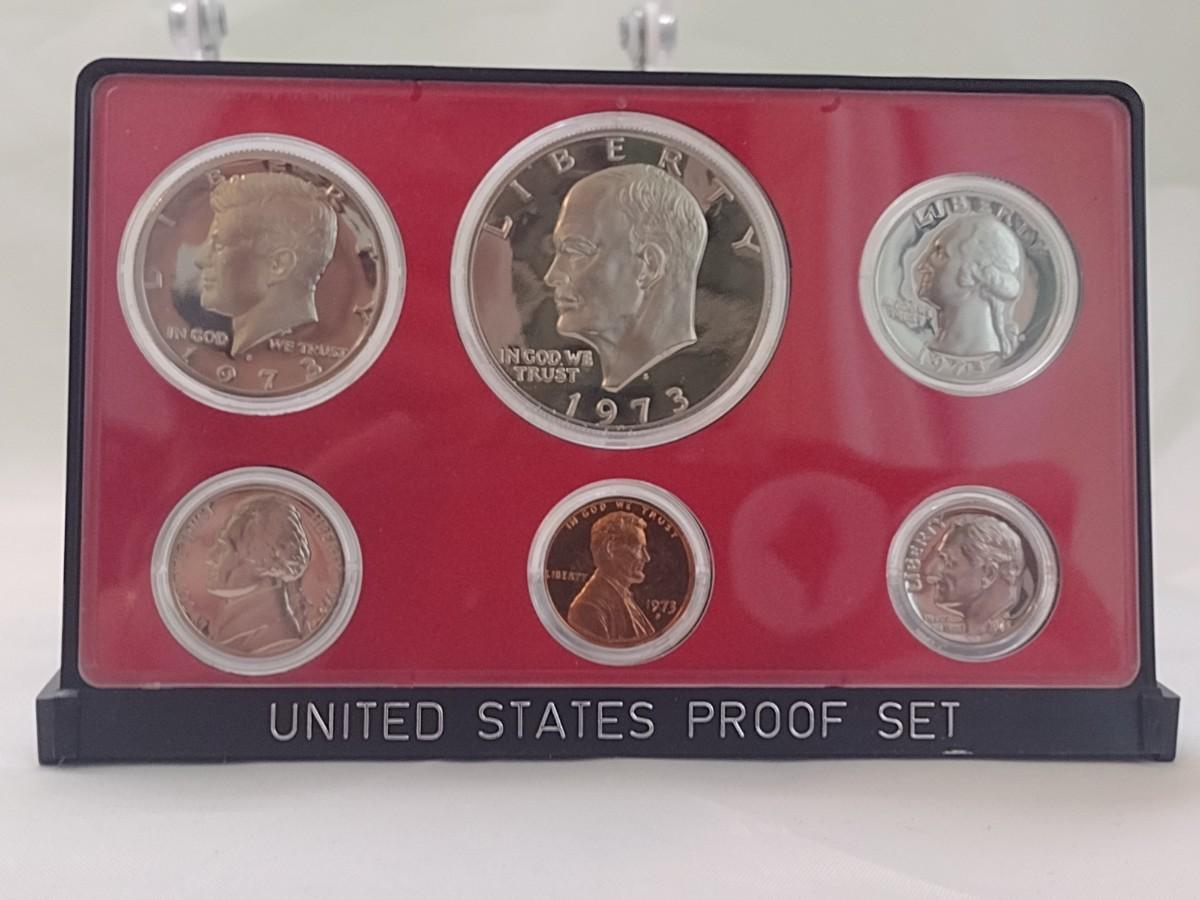 LIBERTY
IN GOD WE TRUST
1973
LIBERTY
IN GOD WE
TRUST
1973
LIBERTY
1973
IN GOD WE TRUST
LIBERTY
1973
LIBERTY
UNITED STATES PROOF SET